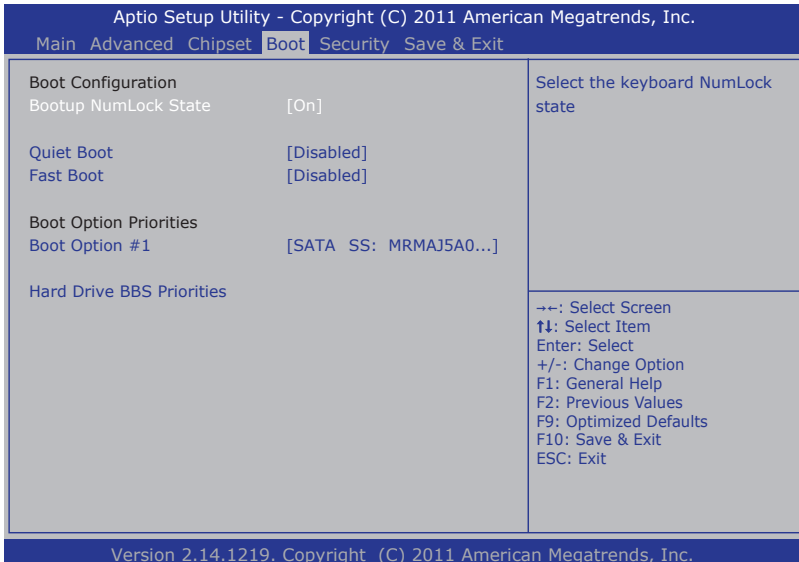 Aptio Setup Utility - Copyright (C) 2011 American Megatrends, Inc.
Main Advanced Chipset Boot Security Save & Exit
Boot Configuration
Bootup NumLock State [On]
Quiet Boot [Disabled]
Fast Boot [Disabled]
Boot Option Priorities
Boot Option #1 [SATA SS: MRMAJ5A0...]
Hard Drive BBS Priorities
Select the keyboard NumLock
state
→←: Select Screen
↑↓: Select Item
Enter: Select
+/-: Change Option
F1: General Help
F2: Previous Values
F9: Optimized Defaults
F10: Save & Exit
ESC: Exit
Version 2.14.1219. Copyright (C) 2011 American Megatrends, Inc.